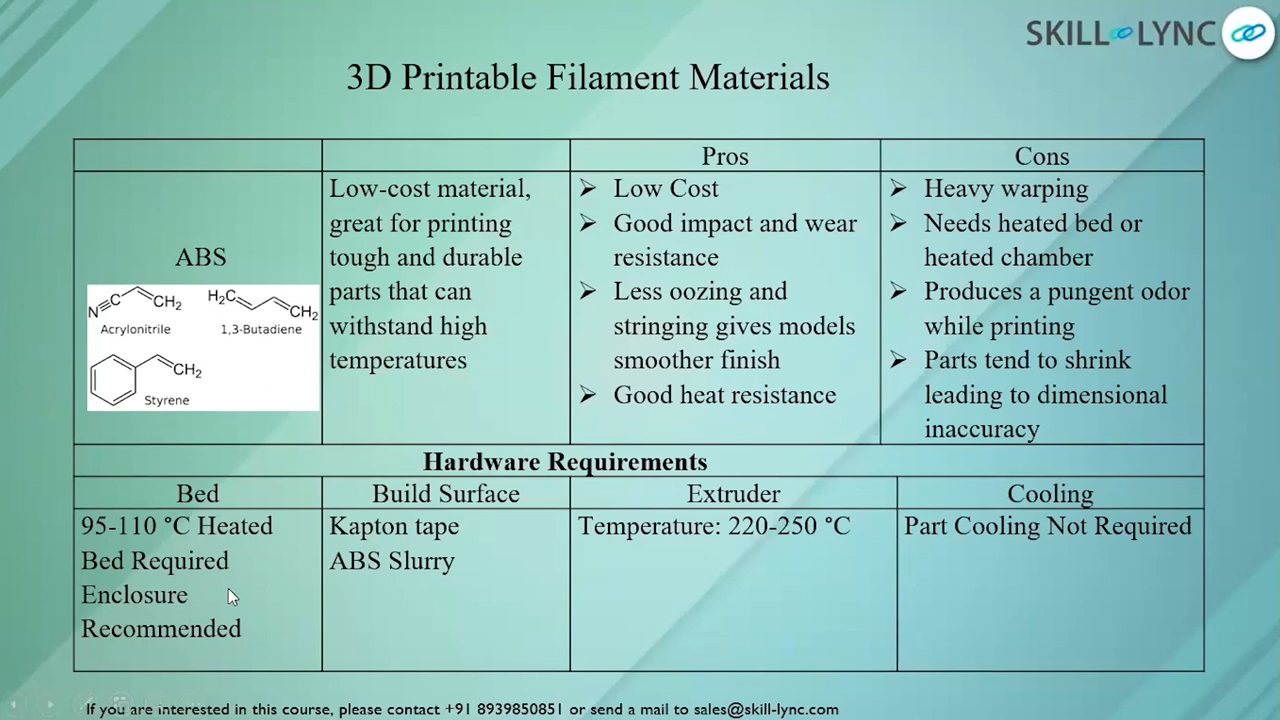 SKILL LYNC
3D Printable Filament Materials
Pros
Cons
ABS
N≡C CH₂
Acrylonitrile
H₂C CH₂
1,3-Butadiene
CH₂
Styrene
Low-cost material,
great for printing
tough and durable
parts that can
withstand high
temperatures
➢ Low Cost
➢ Good impact and wear
resistance
➢ Less oozing and
stringing gives models
smoother finish
➢ Good heat resistance
➢ Heavy warping
➢ Needs heated bed or
heated chamber
➢ Produces a pungent odor
while printing
➢ Parts tend to shrink
leading to dimensional
inaccuracy
Hardware Requirements
Bed
Build Surface
Extruder
Cooling
95-110 °C Heated
Bed Required
Enclosure
Recommended
Kapton tape
ABS Slurry
Temperature: 220-250 °C
Part Cooling Not Required
If you are interested in this course, please contact +91 8939850851 or send a mail to sales@skill-lync.com